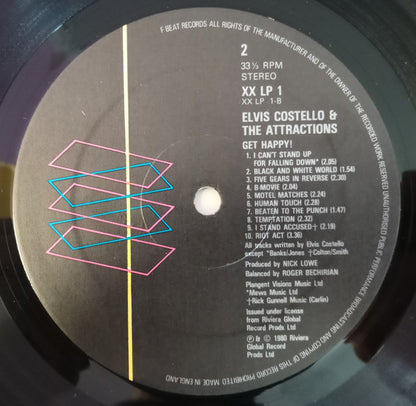 F BEAT RECORDS ALL RIGHTS OF THE MANUFACTURER AND OF THE OWNER OF THE RECORDED WORK RESERVED UNAUTHORISED PUBLIC PERFORMANCE BROADCASTING AND COPYING OF THIS RECORD PROHIBITED MADE IN ENGLAND
2
33⅓ RPM
STEREO
XX LP 1
XX LP 1-B
ELVIS COSTELLO &
THE ATTRACTIONS
GET HAPPY!
1. I CAN'T STAND UP
FOR FALLING DOWN* (2.05)
2. BLACK AND WHITE WORLD (1.54)
3. FIVE GEARS IN REVERSE (2.30)
4. B-MOVIE (2.04)
5. MOTEL MATCHES (2.24)
6. HUMAN TOUCH (2.28)
7. BEATEN TO THE PUNCH (1.47)
8. TEMPTATION (2.32)
9. I STAND ACCUSED† (2.19)
10. RIOT ACT (3.36)
All tracks written by Elvis Costello
except *Banks/Jones †Colton/Smith
Produced by NICK LOWE
Balanced by ROGER BECHIRIAN
Plangent Visions Music Ltd
*Mews Music Ltd
†Rick Gunnell Music (Carlin)
Issued under license
from Riviera Global
Record Prods Ltd
℗ & © 1980 Riviera
Global Record
Prods Ltd